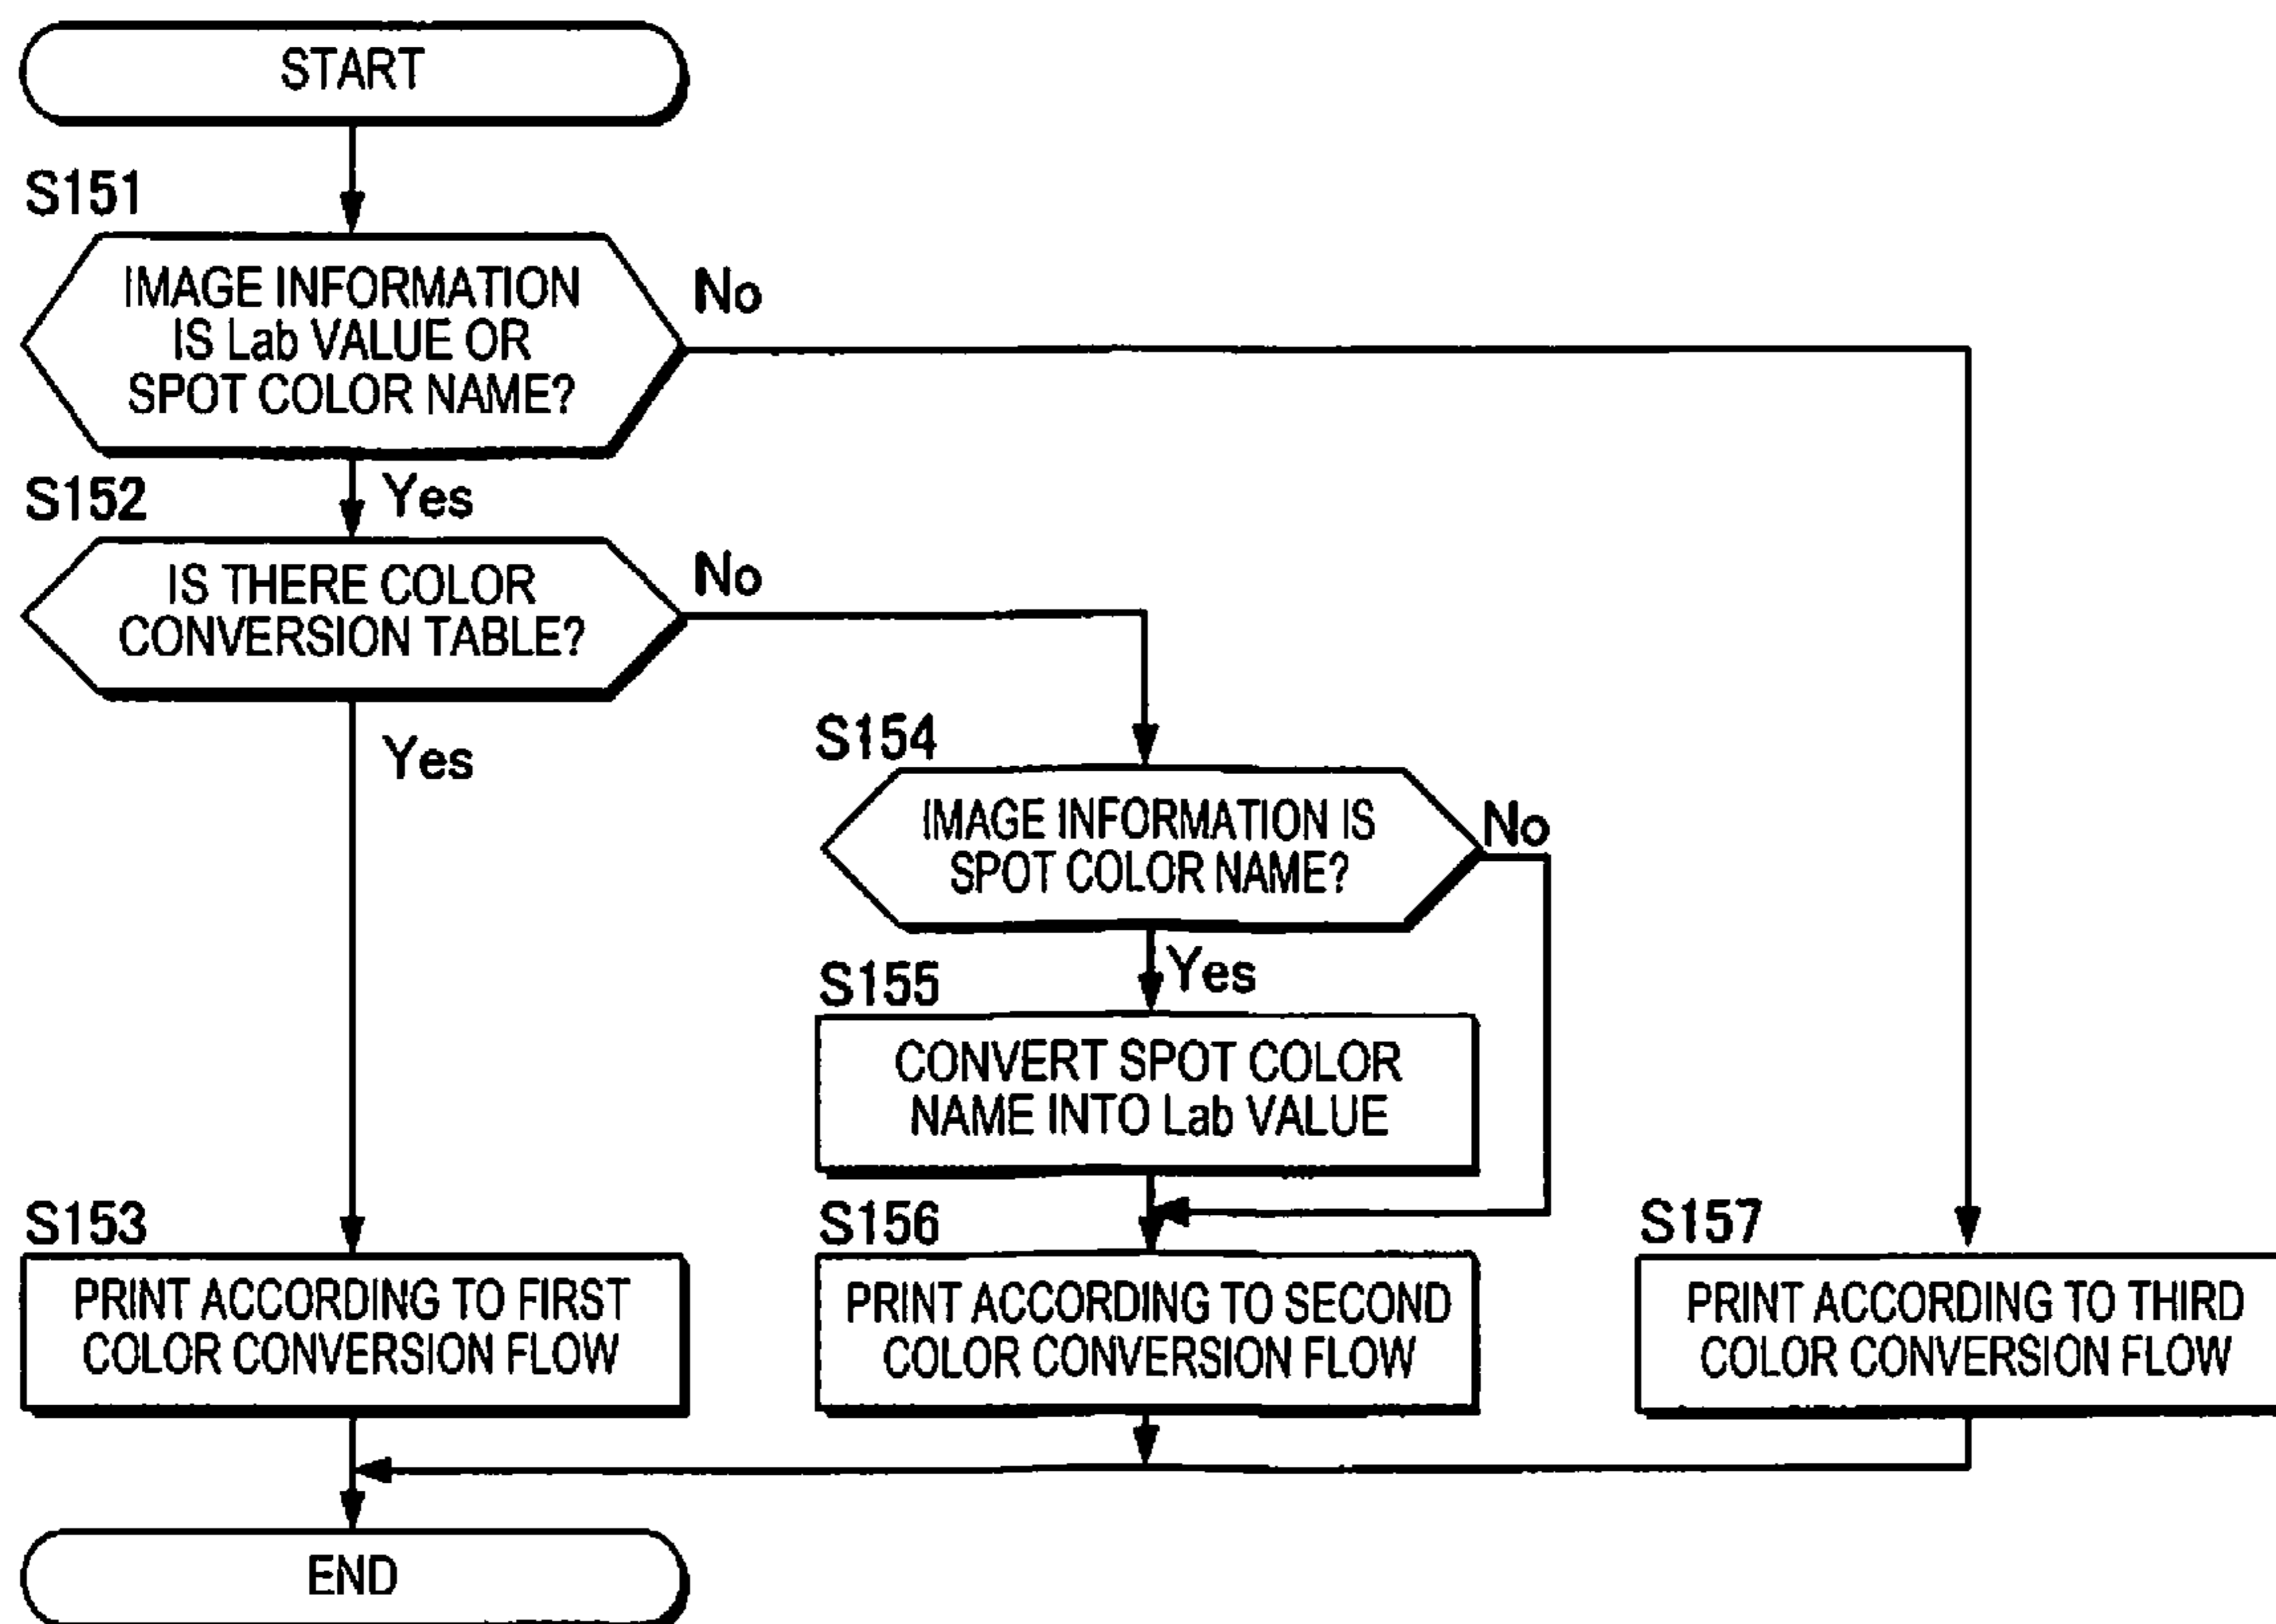 START
S151
IMAGE INFORMATION
IS Lab VALUE OR
SPOT COLOR NAME?
No
Yes
S152
IS THERE COLOR
CONVERSION TABLE?
No
Yes
S154
IMAGE INFORMATION IS
SPOT COLOR NAME?
No
Yes
S155
CONVERT SPOT COLOR
NAME INTO Lab VALUE
S153
PRINT ACCORDING TO FIRST
COLOR CONVERSION FLOW
S156
PRINT ACCORDING TO SECOND
COLOR CONVERSION FLOW
S157
PRINT ACCORDING TO THIRD
COLOR CONVERSION FLOW
END